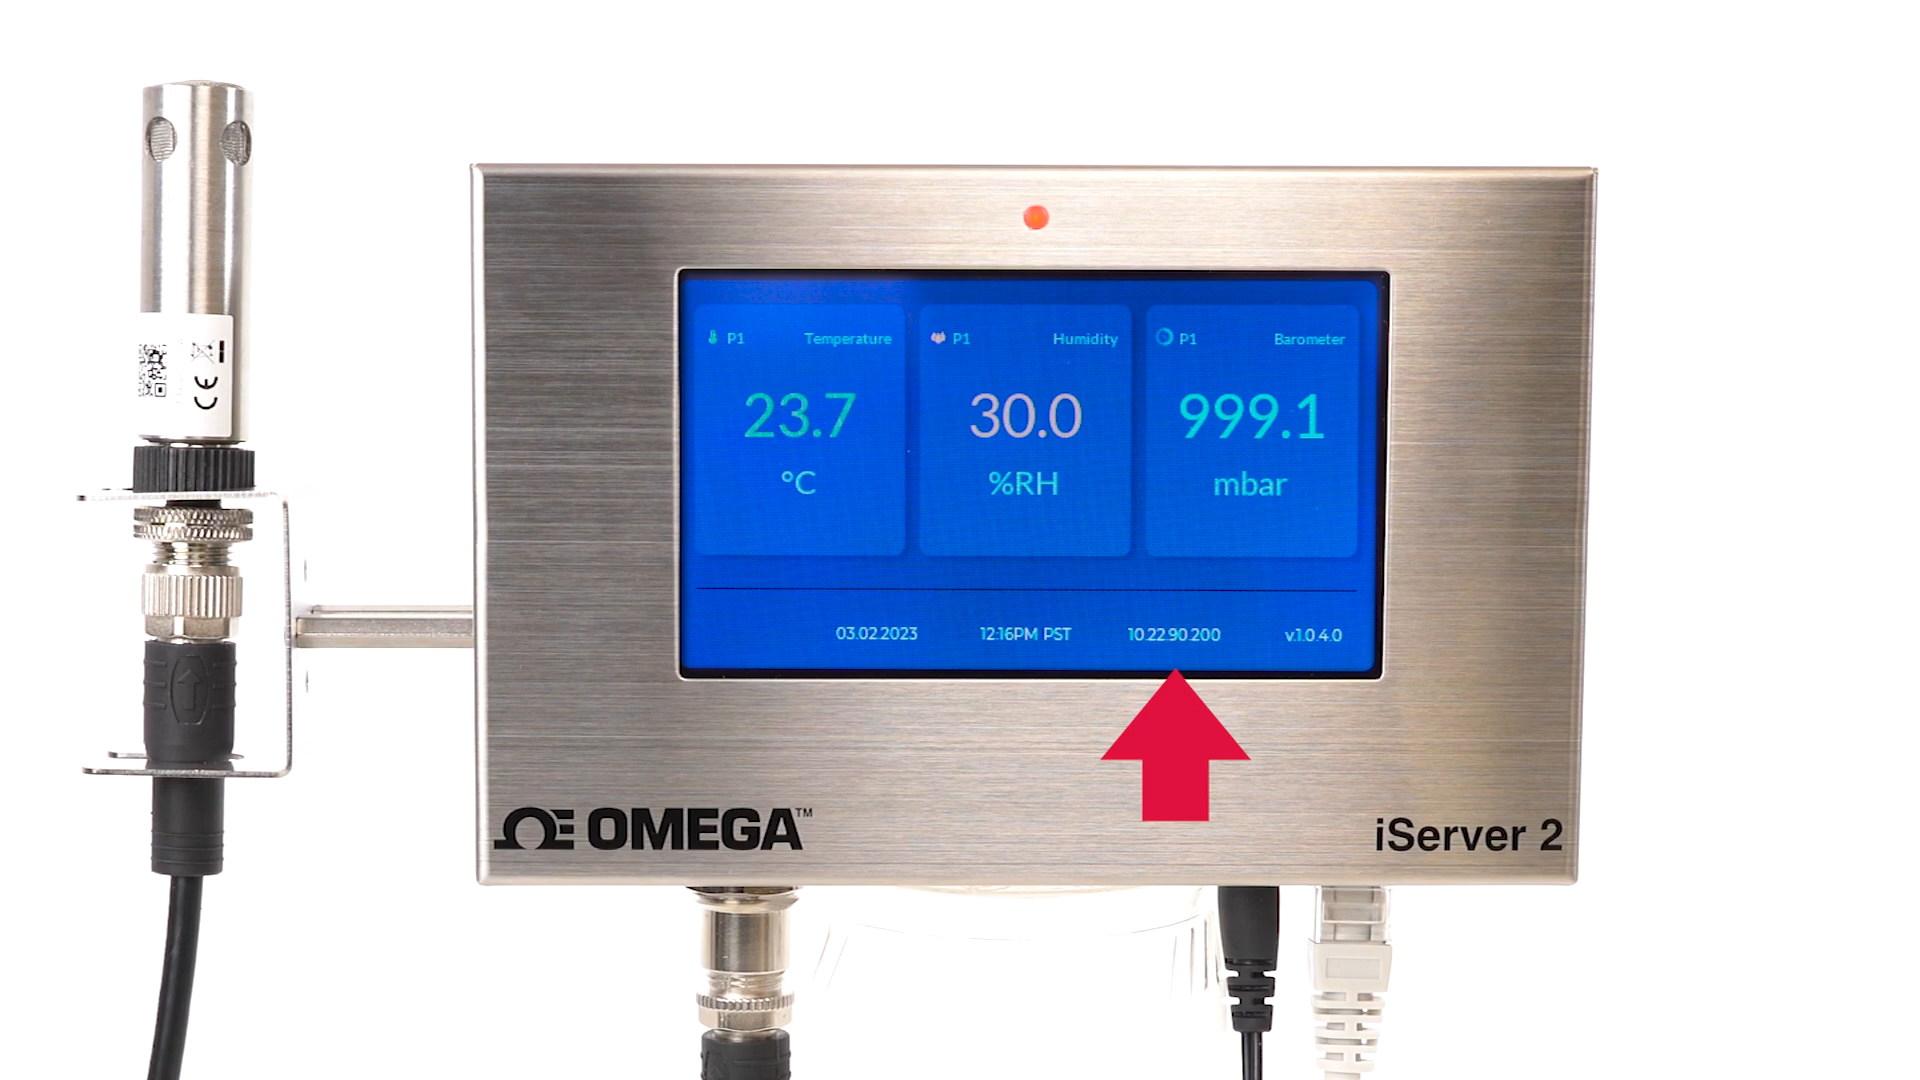 P1 Temperature
23.7
°C
P1 Humidity
30.0
%RH
P1 Barometer
999.1
mbar
03.02.2023 12:16PM PST 10.22.90.200 v.1.0.4.0
OMEGA™
iServer 2
CE